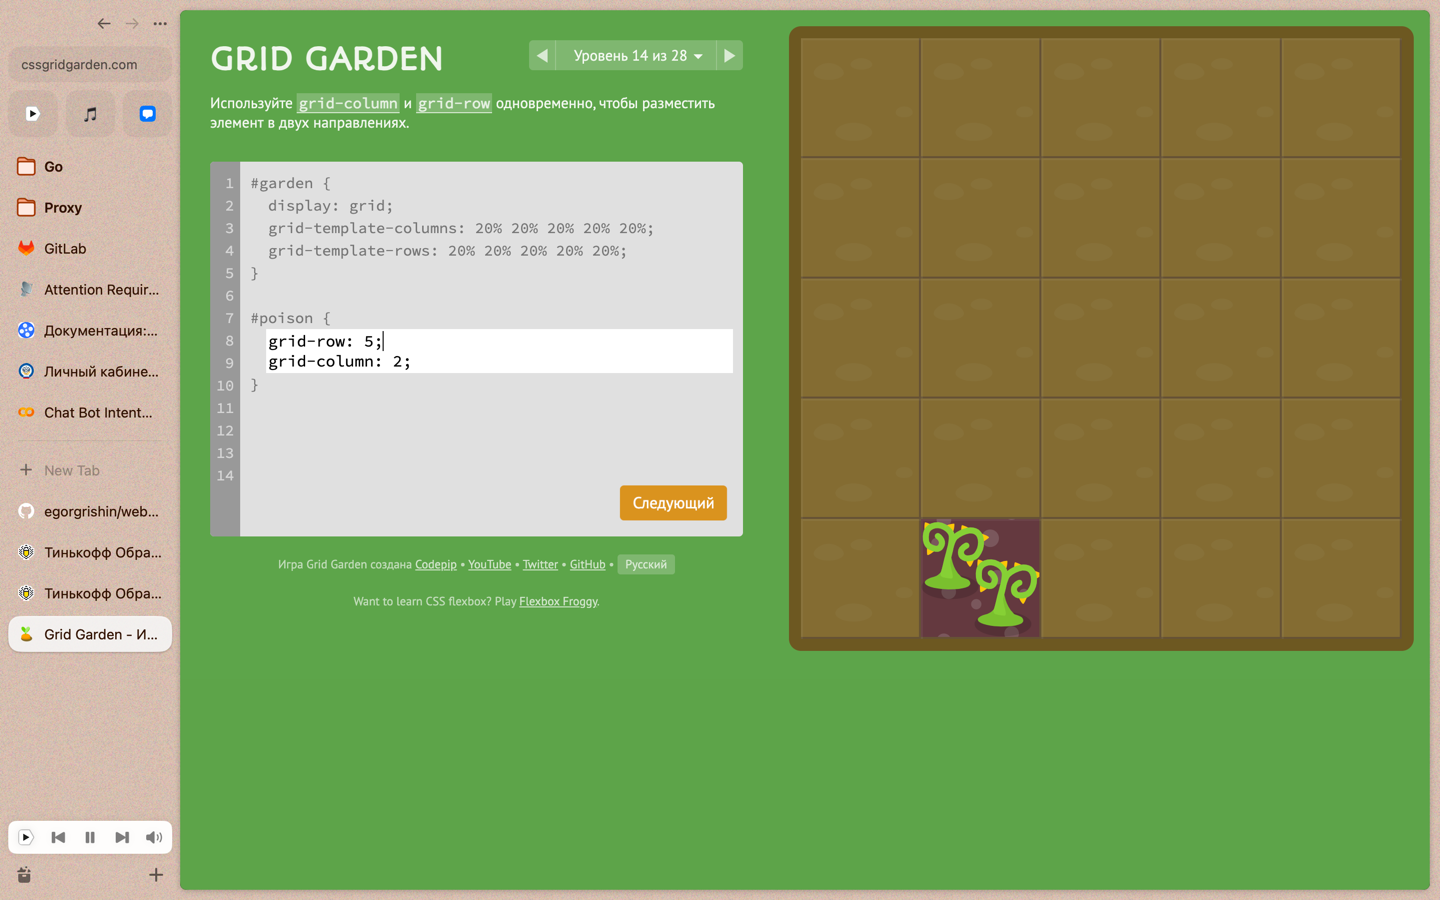 cssgridgarden.com
Go
Proxy
GitLab
Attention Requir...
Документация:...
Личный кабине...
Chat Bot Intent...
New Tab
egorgrishin/web...
Тинькофф Обра...
Тинькофф Обра...
Grid Garden - И...
GRID GARDEN
Уровень 14 из 28
Используйте grid-column и grid-row одновременно, чтобы разместить
элемент в двух направлениях.
1 #garden {
2 display: grid;
3 grid-template-columns: 20% 20% 20% 20% 20%;
4 grid-template-rows: 20% 20% 20% 20% 20%;
5 }
6
7 #poison {
8 grid-row: 5;
9 grid-column: 2;
10 }
11
12
13
14
Следующий
Игра Grid Garden создана Codepip • YouTube • Twitter • GitHub • Русский
Want to learn CSS flexbox? Play Flexbox Froggy.